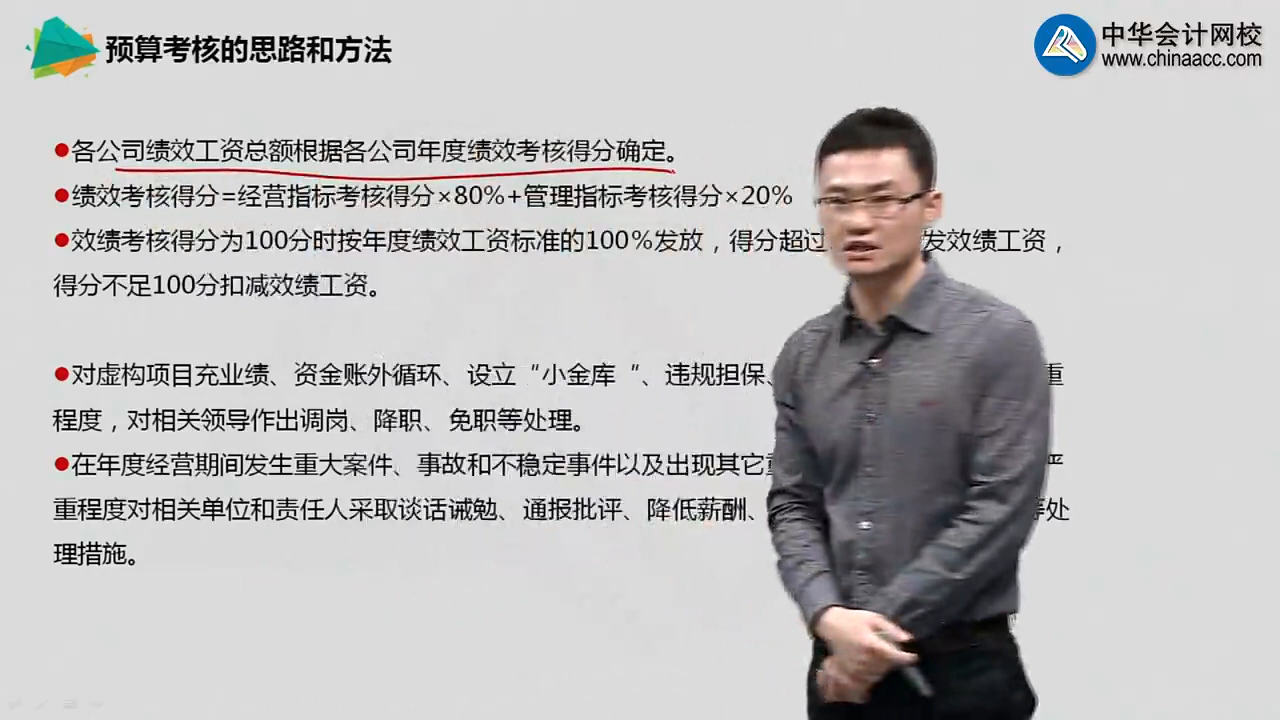 预算考核的思路和方法
中华会计网校
www.chinaacc.com
●各公司绩效工资总额根据各公司年度绩效考核得分确定。
●绩效考核得分=经营指标考核得分×80%+管理指标考核得分×20%
●效绩考核得分为100分时按年度绩效工资标准的100%发放，得分超过 发效绩工资，
得分不足100分扣减效绩工资。
●对虚构项目充业绩、资金账外循环、设立“小金库“、违规担保、 重
程度，对相关领导作出调岗、降职、免职等处理。
●在年度经营期间发生重大案件、事故和不稳定事件以及出现其它 严
重程度对相关单位和责任人采取谈话诫勉、通报批评、降低薪酬、 等处
理措施。